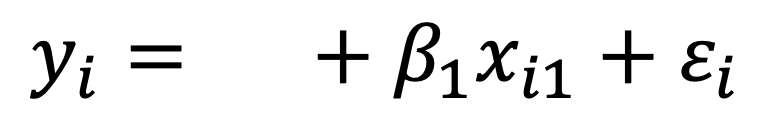 yᵢ = + β₁xᵢ₁ + εᵢ